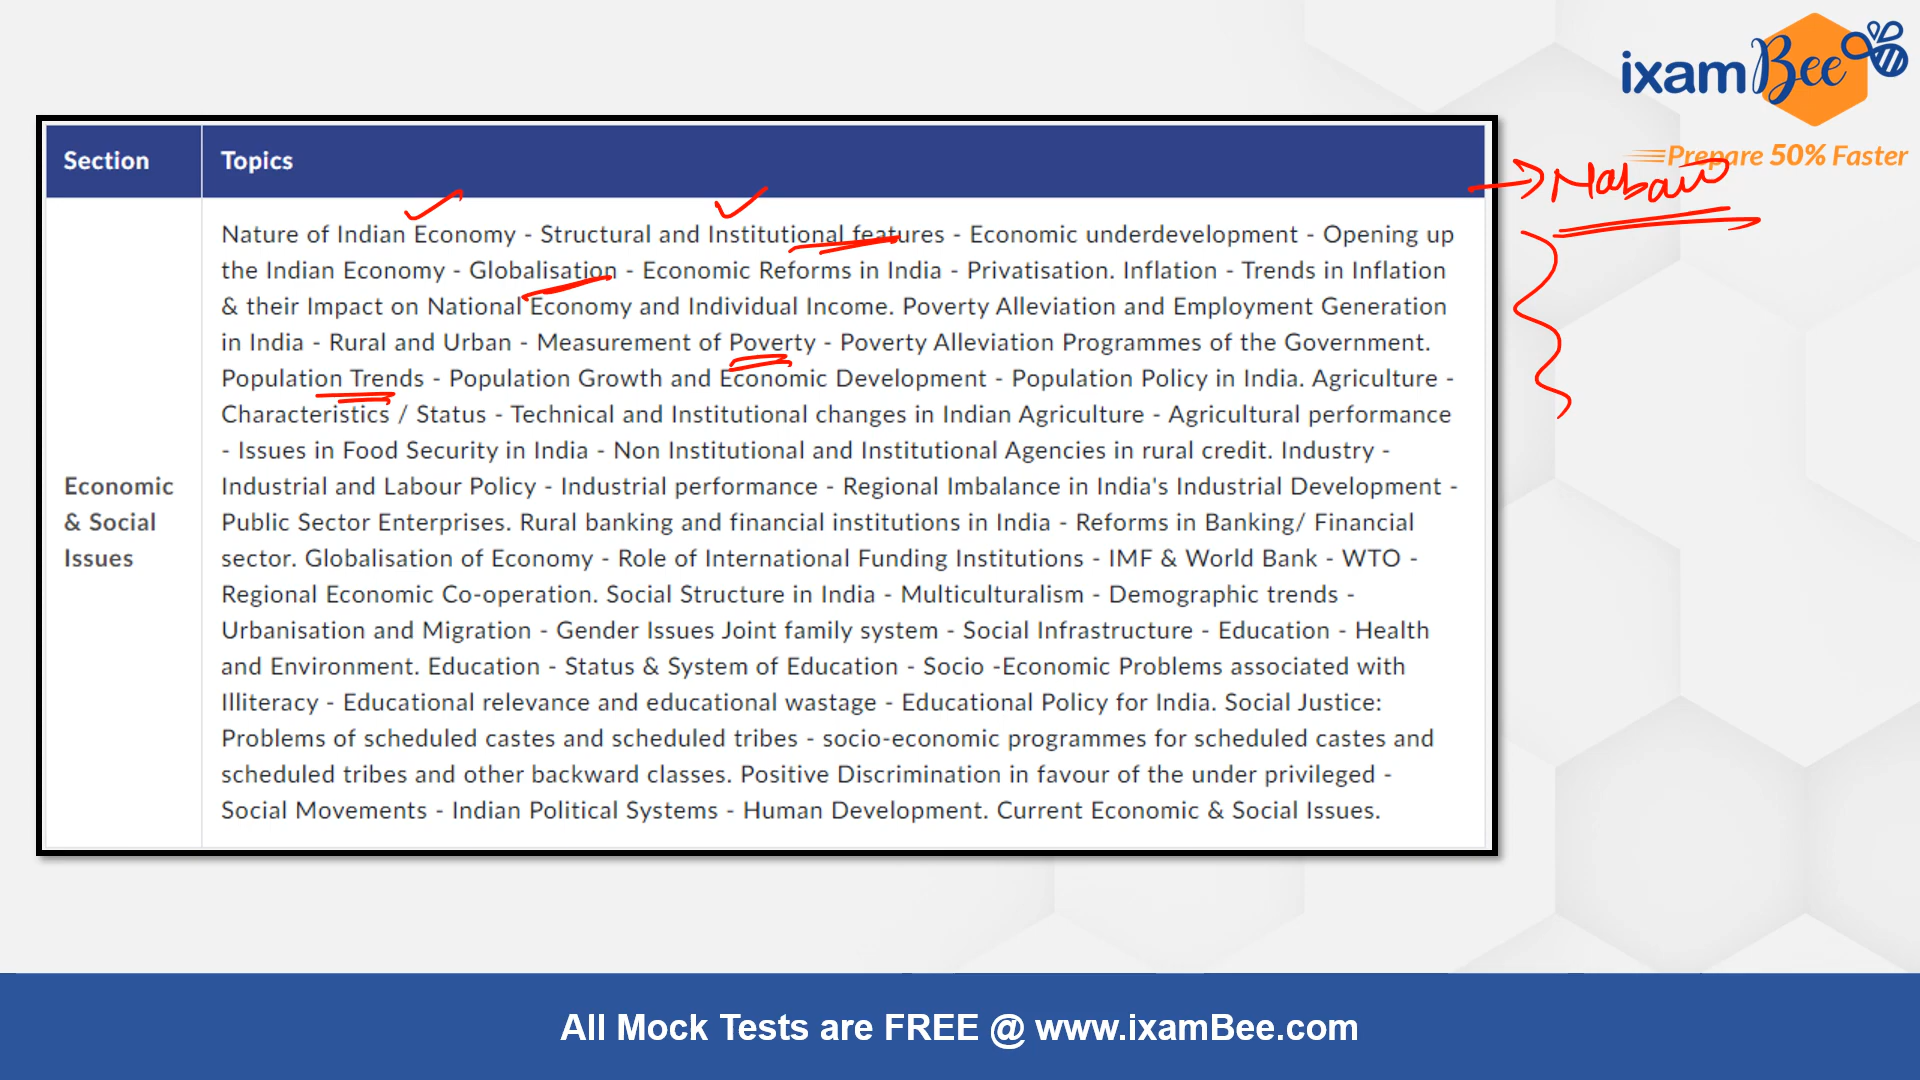 ixamBee
Prepare 50% Faster
Section
Topics
Nabard
Nature of Indian Economy - Structural and Institutional features - Economic underdevelopment - Opening up
the Indian Economy - Globalisation - Economic Reforms in India - Privatisation. Inflation - Trends in Inflation
& their Impact on National Economy and Individual Income. Poverty Alleviation and Employment Generation
in India - Rural and Urban - Measurement of Poverty - Poverty Alleviation Programmes of the Government.
Population Trends - Population Growth and Economic Development - Population Policy in India. Agriculture -
Characteristics / Status - Technical and Institutional changes in Indian Agriculture - Agricultural performance
- Issues in Food Security in India - Non Institutional and Institutional Agencies in rural credit. Industry -
Industrial and Labour Policy - Industrial performance - Regional Imbalance in India's Industrial Development -
Public Sector Enterprises. Rural banking and financial institutions in India - Reforms in Banking/ Financial
sector. Globalisation of Economy - Role of International Funding Institutions - IMF & World Bank - WTO -
Regional Economic Co-operation. Social Structure in India - Multiculturalism - Demographic trends -
Urbanisation and Migration - Gender Issues Joint family system - Social Infrastructure - Education - Health
and Environment. Education - Status & System of Education - Socio -Economic Problems associated with
Illiteracy - Educational relevance and educational wastage - Educational Policy for India. Social Justice:
Problems of scheduled castes and scheduled tribes - socio-economic programmes for scheduled castes and
scheduled tribes and other backward classes. Positive Discrimination in favour of the under privileged -
Social Movements - Indian Political Systems - Human Development. Current Economic & Social Issues.
Economic
& Social
Issues
All Mock Tests are FREE @ www.ixamBee.com